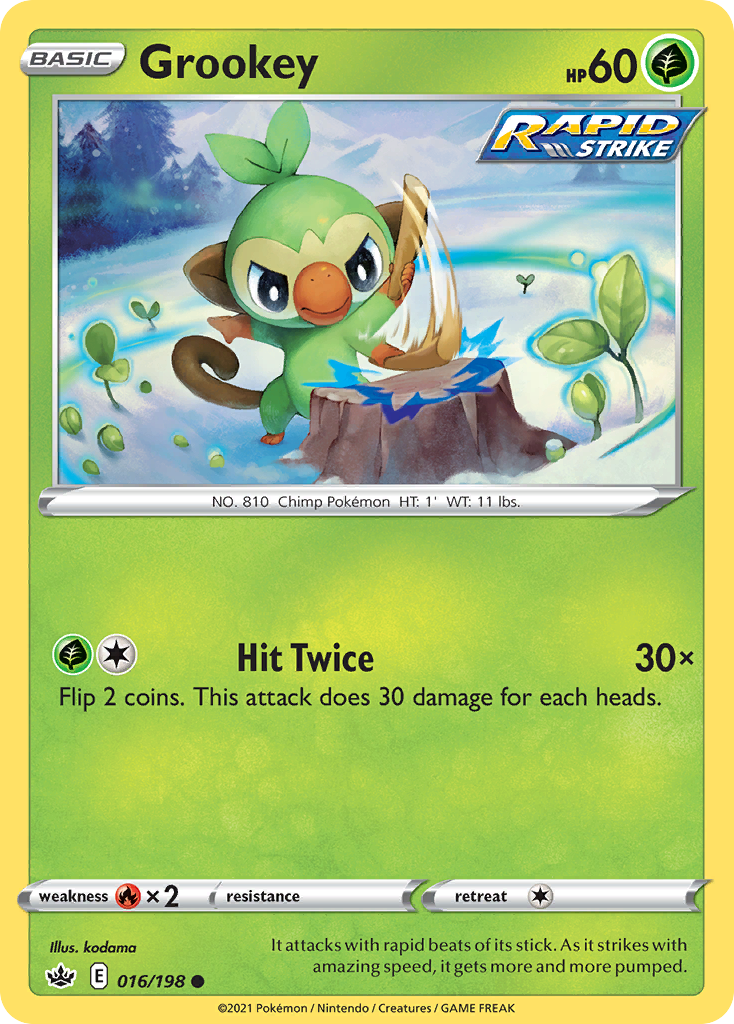 BASIC Grookey HP60
RAPID
STRIKE
NO. 810 Chimp Pokémon HT: 1' WT: 11 lbs.
Hit Twice 30×
Flip 2 coins. This attack does 30 damage for each heads.
weakness ×2 resistance retreat
Illus. kodama
It attacks with rapid beats of its stick. As it strikes with
amazing speed, it gets more and more pumped.
E 016/198
©2021 Pokémon / Nintendo / Creatures / GAME FREAK